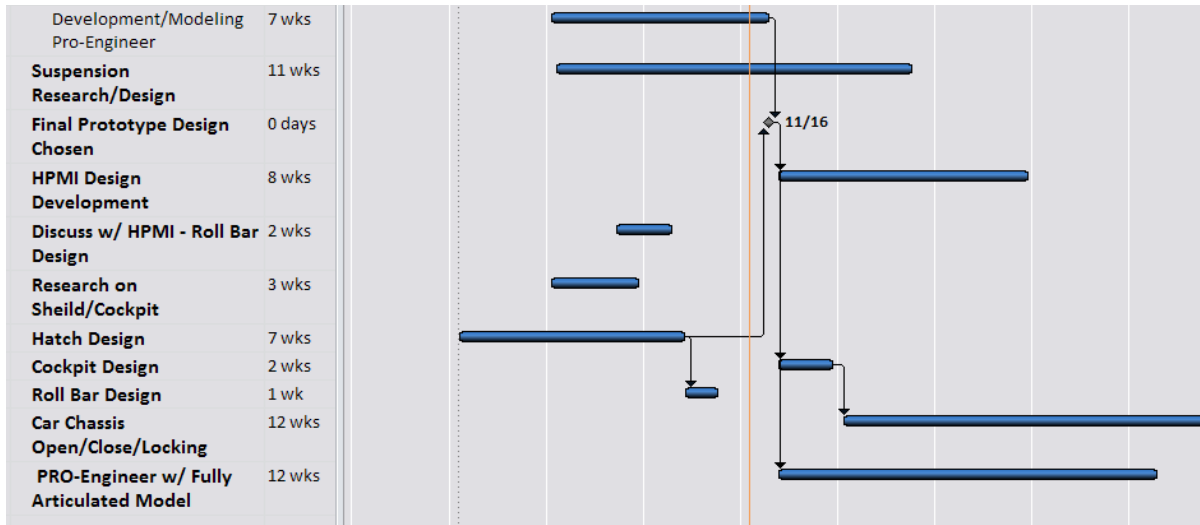 Development/Modeling 7 wks
Pro-Engineer
Suspension 11 wks
Research/Design
Final Prototype Design 0 days
Chosen
11/16
HPMI Design 8 wks
Development
Discuss w/ HPMI - Roll Bar 2 wks
Design
Research on 3 wks
Sheild/Cockpit
Hatch Design 7 wks
Cockpit Design 2 wks
Roll Bar Design 1 wk
Car Chassis 12 wks
Open/Close/Locking
PRO-Engineer w/ Fully 12 wks
Articulated Model